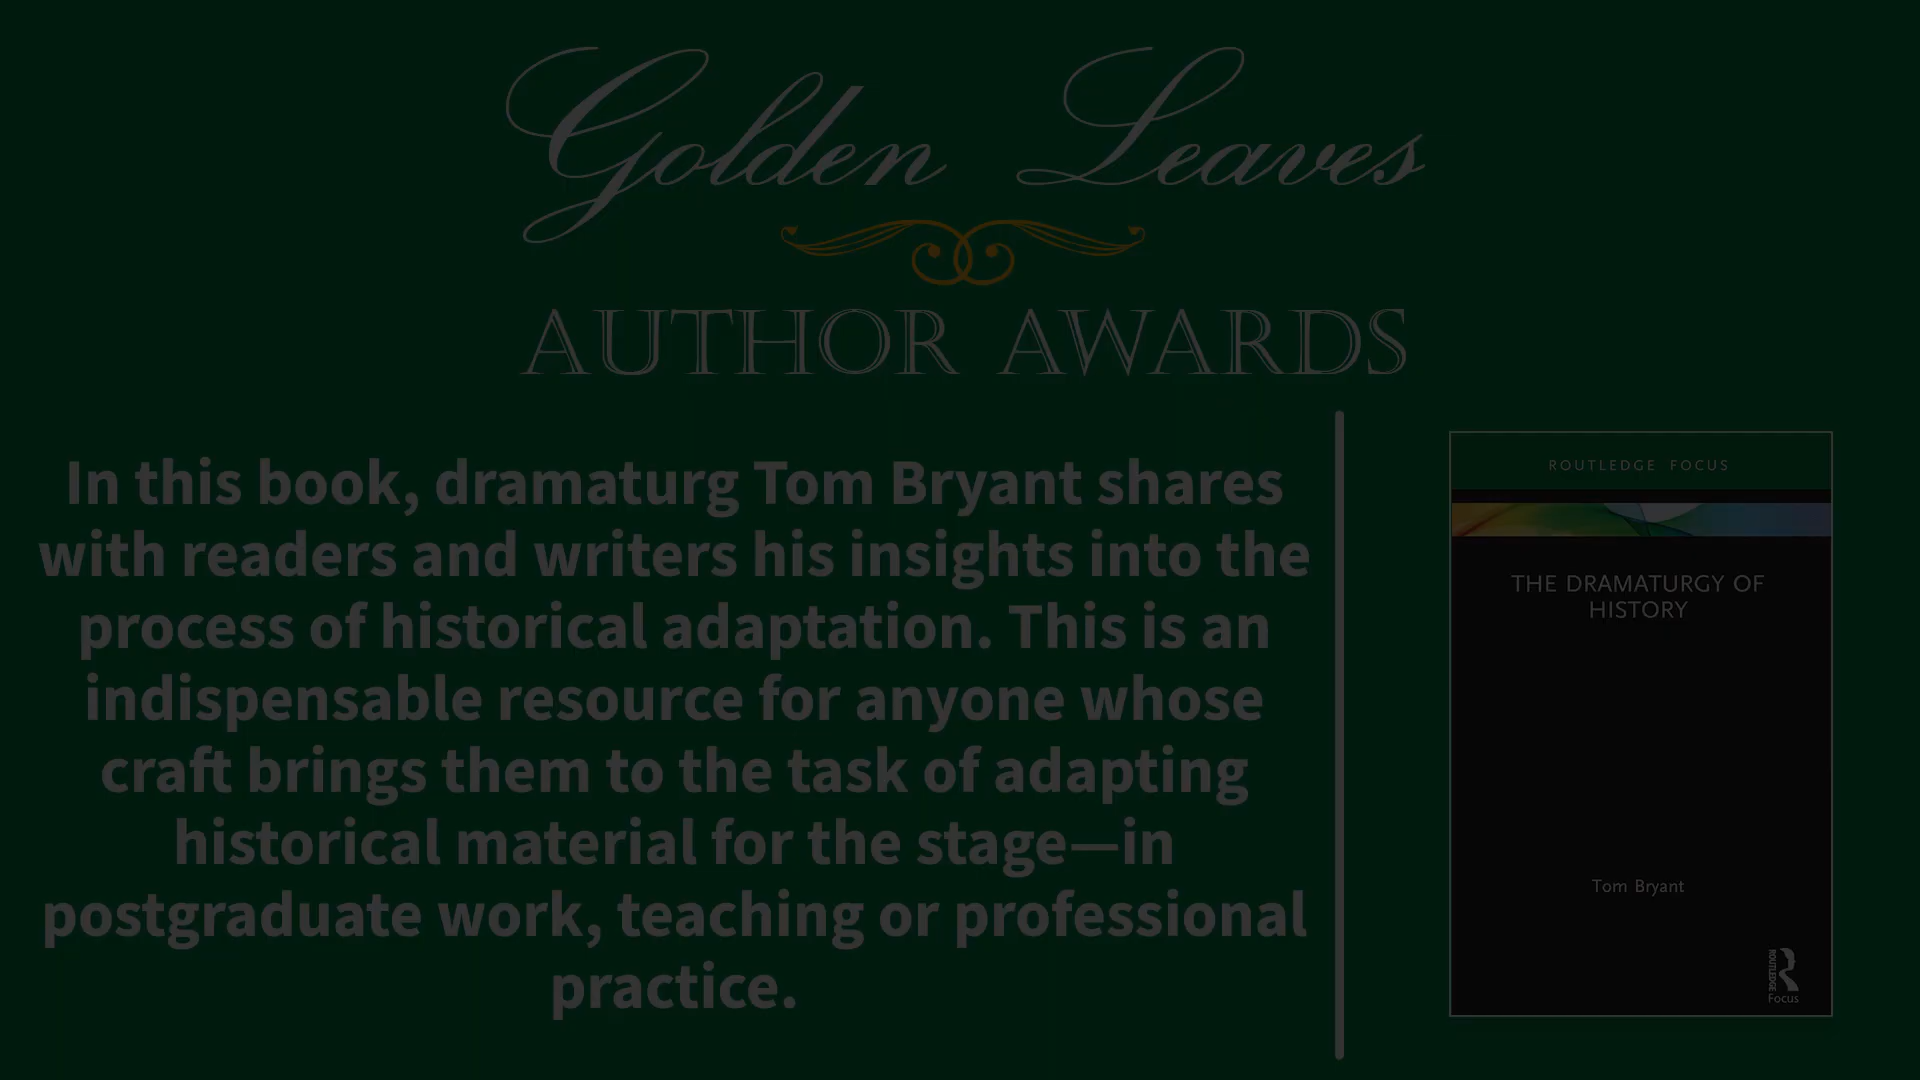 Golden Leaves
AUTHOR AWARDS
In this book, dramaturg Tom Bryant shares
with readers and writers his insights into the
process of historical adaptation. This is an
indispensable resource for anyone whose
craft brings them to the task of adapting
historical material for the stage—in
postgraduate work, teaching or professional
practice.
ROUTLEDGE FOCUS
THE DRAMATURGY OF
HISTORY
Tom Bryant
ROUTLEDGE
Focus